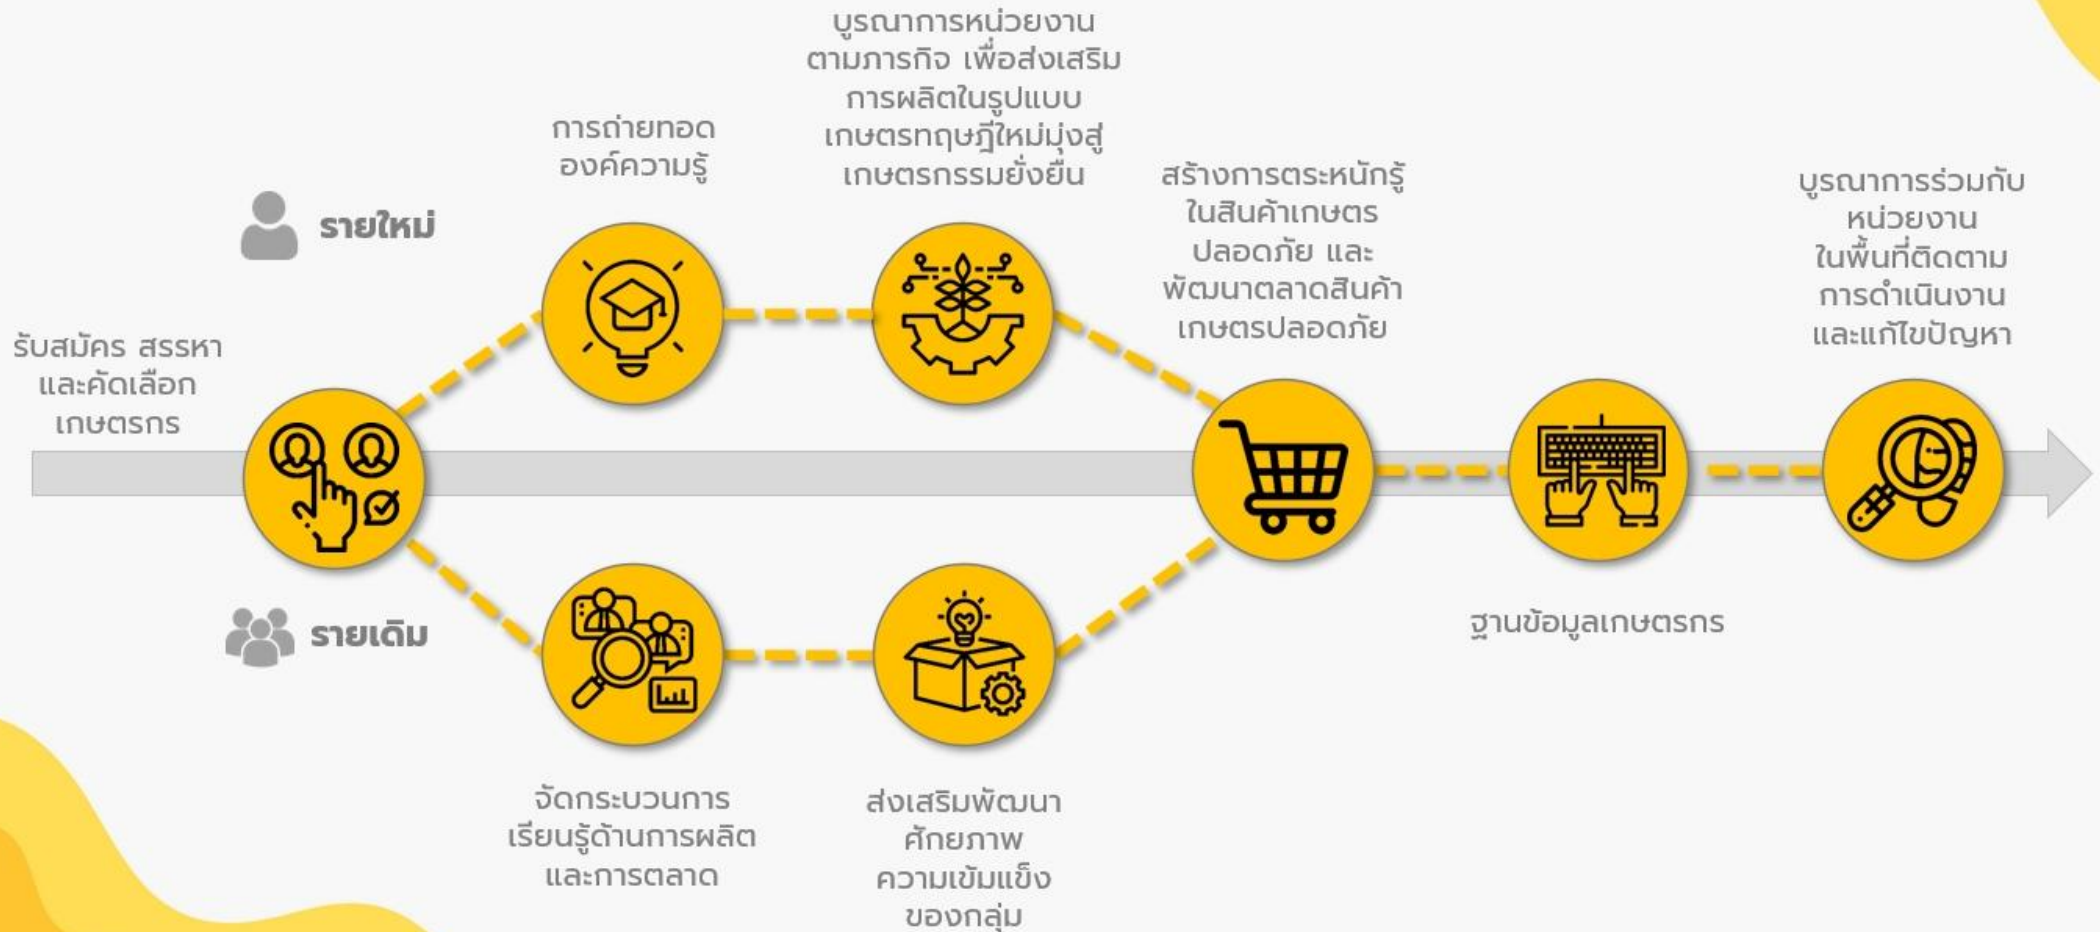 รับสมัคร สรรหา
และคัดเลือก
เกษตรกร
รายใหม่
การถ่ายทอด
องค์ความรู้
บูรณาการหน่วยงาน
ตามภารกิจ เพื่อส่งเสริม
การผลิตในรูปแบบ
เกษตรทฤษฎีใหม่มุ่งสู่
เกษตรกรรมยั่งยืน
รายเดิม
จัดกระบวนการ
เรียนรู้ด้านการผลิต
และการตลาด
ส่งเสริมพัฒนา
ศักยภาพ
ความเข้มแข็ง
ของกลุ่ม
สร้างการตระหนักรู้
ในสินค้าเกษตร
ปลอดภัย และ
พัฒนาตลาดสินค้า
เกษตรปลอดภัย
ฐานข้อมูลเกษตรกร
บูรณาการร่วมกับ
หน่วยงาน
ในพื้นที่ติดตาม
การดำเนินงาน
และแก้ไขปัญหา